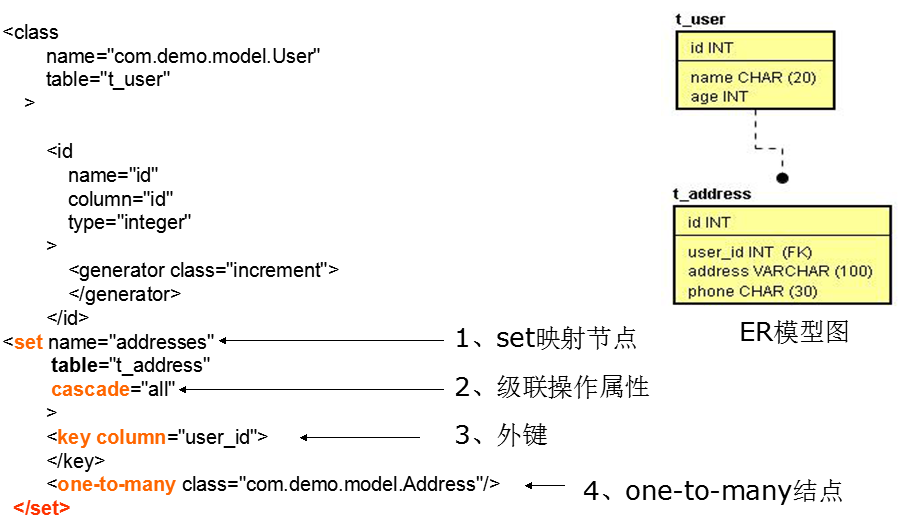 <class
name="com.demo.model.User"
table="t_user"
>
<id
name="id"
column="id"
type="integer"
>
<generator class="increment">
</generator>
</id>
<set name="addresses"
table="t_address"
cascade="all"
>
<key column="user_id">
</key>
<one-to-many class="com.demo.model.Address"/>
</set>
1、set映射节点
2、级联操作属性
3、外键
4、one-to-many结点
t_user
id INT
name CHAR (20)
age INT
t_address
id INT
user_id INT (FK)
address VARCHAR (100)
phone CHAR (30)
ER模型图